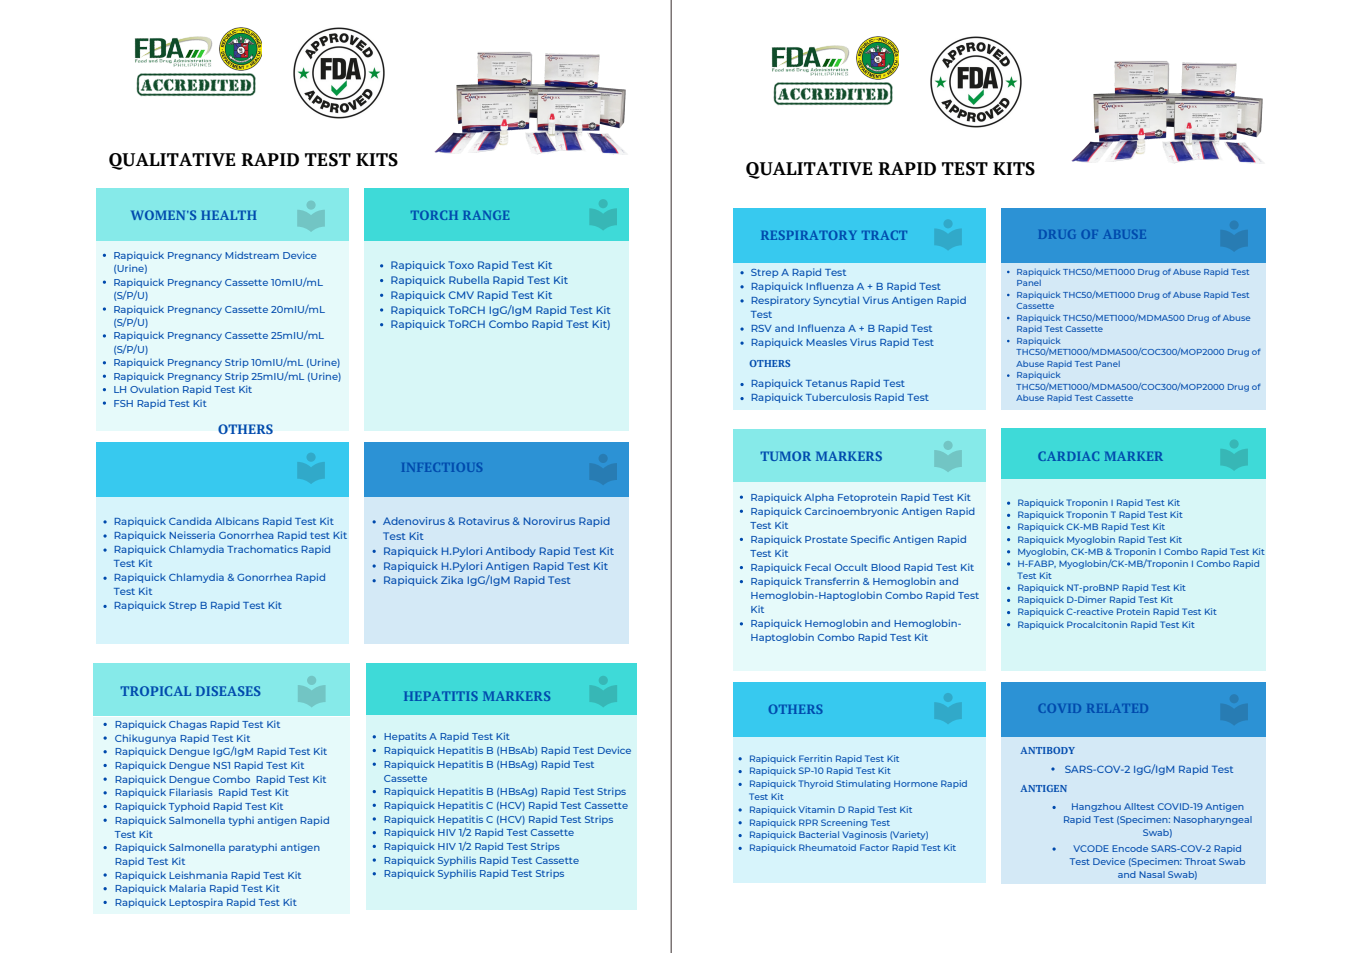 FDA
Food and Drug Administration
PHILIPPINES
ACCREDITED
APPROVED
FDA
APPROVED
QUALITATIVE RAPID TEST KITS
WOMEN'S HEALTH
Rapiquick Pregnancy Midstream Device
(Urine)
Rapiquick Pregnancy Cassette 10mIU/mL
(S/P/U)
Rapiquick Pregnancy Cassette 20mIU/mL
(S/P/U)
Rapiquick Pregnancy Cassette 25mIU/mL
(S/P/U)
Rapiquick Pregnancy Strip 10mIU/mL (Urine)
Rapiquick Pregnancy Strip 25mIU/mL (Urine)
LH Ovulation Rapid Test Kit
FSH Rapid Test Kit
TORCH RANGE
Rapiquick Toxo Rapid Test Kit
Rapiquick Rubella Rapid Test Kit
Rapiquick CMV Rapid Test Kit
Rapiquick ToRCH IgG/IgM Rapid Test Kit
Rapiquick ToRCH Combo Rapid Test Kit)
OTHERS
Rapiquick Candida Albicans Rapid Test Kit
Rapiquick Neisseria Gonorrhea Rapid test Kit
Rapiquick Chlamydia Trachomatics Rapid
Test Kit
Rapiquick Chlamydia & Gonorrhea Rapid
Test Kit
Rapiquick Strep B Rapid Test Kit
INFECTIOUS
Adenovirus & Rotavirus & Norovirus Rapid
Test Kit
Rapiquick H.Pylori Antibody Rapid Test Kit
Rapiquick H.Pylori Antigen Rapid Test Kit
Rapiquick Zika IgG/IgM Rapid Test
TROPICAL DISEASES
Rapiquick Chagas Rapid Test Kit
Chikugunya Rapid Test Kit
Rapiquick Dengue IgG/IgM Rapid Test Kit
Rapiquick Dengue NS1 Rapid Test Kit
Rapiquick Dengue Combo Rapid Test Kit
Rapiquick Filariasis Rapid Test Kit
Rapiquick Typhoid Rapid Test Kit
Rapiquick Salmonella typhi antigen Rapid
Test Kit
Rapiquick Salmonella paratyphi antigen
Rapid Test Kit
Rapiquick Leishmania Rapid Test Kit
Rapiquick Malaria Rapid Test Kit
Rapiquick Leptospira Rapid Test Kit
HEPATITIS MARKERS
Hepatits A Rapid Test Kit
Rapiquick Hepatitis B (HBsAb) Rapid Test Device
Rapiquick Hepatitis B (HBsAg) Rapid Test
Cassette
Rapiquick Hepatitis B (HBsAg) Rapid Test Strips
Rapiquick Hepatitis C (HCV) Rapid Test Cassette
Rapiquick Hepatitis C (HCV) Rapid Test Strips
Rapiquick HIV 1/2 Rapid Test Cassette
Rapiquick HIV 1/2 Rapid Test Strips
Rapiquick Syphilis Rapid Test Cassette
Rapiquick Syphilis Rapid Test Strips
FDA
Food and Drug Administration
PHILIPPINES
ACCREDITED
APPROVED
FDA
APPROVED
QUALITATIVE RAPID TEST KITS
RESPIRATORY TRACT
Strep A Rapid Test
Rapiquick Influenza A + B Rapid Test
Respiratory Syncytial Virus Antigen Rapid
Test
RSV and Influenza A + B Rapid Test
Rapiquick Measles Virus Rapid Test
OTHERS
Rapiquick Tetanus Rapid Test
Rapiquick Tuberculosis Rapid Test
DRUG OF ABUSE
Rapiquick THC50/MET1000 Drug of Abuse Rapid Test
Panel
Rapiquick THC50/MET1000 Drug of Abuse Rapid Test
Cassette
Rapiquick THC50/MET1000/MDMA500 Drug of Abuse
Rapid Test Cassette
Rapiquick
THC50/MET1000/MDMA500/COC300/MOP2000 Drug of
Abuse Rapid Test Panel
Rapiquick
THC50/MET1000/MDMA500/COC300/MOP2000 Drug of
Abuse Rapid Test Cassette
TUMOR MARKERS
Rapiquick Alpha Fetoprotein Rapid Test Kit
Rapiquick Carcinoembryonic Antigen Rapid
Test Kit
Rapiquick Prostate Specific Antigen Rapid
Test Kit
Rapiquick Fecal Occult Blood Rapid Test Kit
Rapiquick Transferrin & Hemoglobin and
Hemoglobin-Haptoglobin Combo Rapid Test
Kit
Rapiquick Hemoglobin and Hemoglobin-
Haptoglobin Combo Rapid Test Kit
CARDIAC MARKER
Rapiquick Troponin I Rapid Test Kit
Rapiquick Troponin T Rapid Test Kit
Rapiquick CK-MB Rapid Test Kit
Rapiquick Myoglobin Rapid Test Kit
Myoglobin, CK-MB & Troponin I Combo Rapid Test Kit
H-FABP, Myoglobin/CK-MB/Troponin I Combo Rapid
Test Kit
Rapiquick NT-proBNP Rapid Test Kit
Rapiquick D-Dimer Rapid Test Kit
Rapiquick C-reactive Protein Rapid Test Kit
Rapiquick Procalcitonin Rapid Test Kit
OTHERS
Rapiquick Ferritin Rapid Test Kit
Rapiquick SP-10 Rapid Test Kit
Rapiquick Thyroid Stimulating Hormone Rapid
Test Kit
Rapiquick Vitamin D Rapid Test Kit
Rapiquick RPR Screening Test
Rapiquick Bacterial Vaginosis (Variety)
Rapiquick Rheumatoid Factor Rapid Test Kit
COVID RELATED
ANTIBODY
SARS-COV-2 IgG/IgM Rapid Test
ANTIGEN
Hangzhou Alltest COVID-19 Antigen
Rapid Test (Specimen: Nasopharyngeal
Swab)
VCODE Encode SARS-COV-2 Rapid
Test Device (Specimen: Throat Swab
and Nasal Swab)